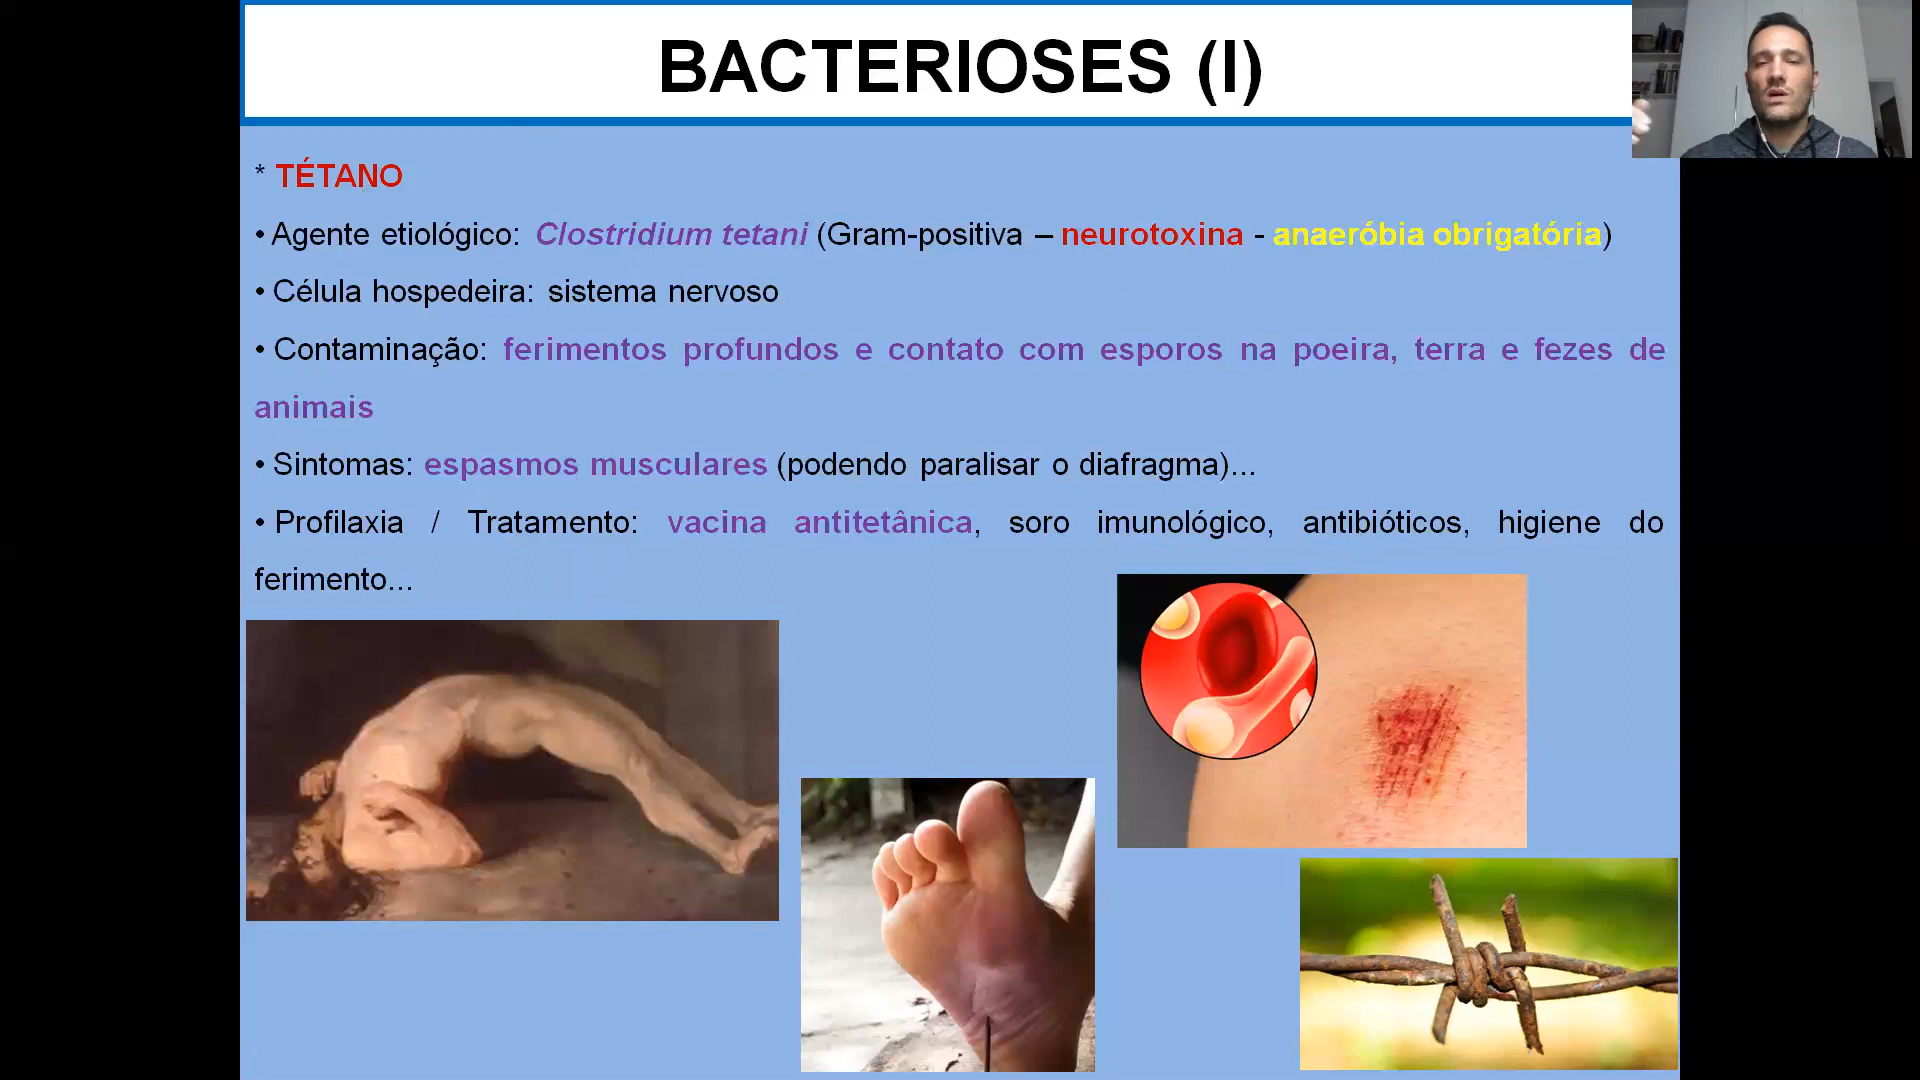 BACTERIOSES (I)
* TÉTANO
• Agente etiológico: Clostridium tetani (Gram-positiva – neurotoxina - anaeróbia obrigatória)
• Célula hospedeira: sistema nervoso
• Contaminação: ferimentos profundos e contato com esporos na poeira, terra e fezes de
animais
• Sintomas: espasmos musculares (podendo paralisar o diafragma)...
• Profilaxia / Tratamento: vacina antitetânica, soro imunológico, antibióticos, higiene do
ferimento...